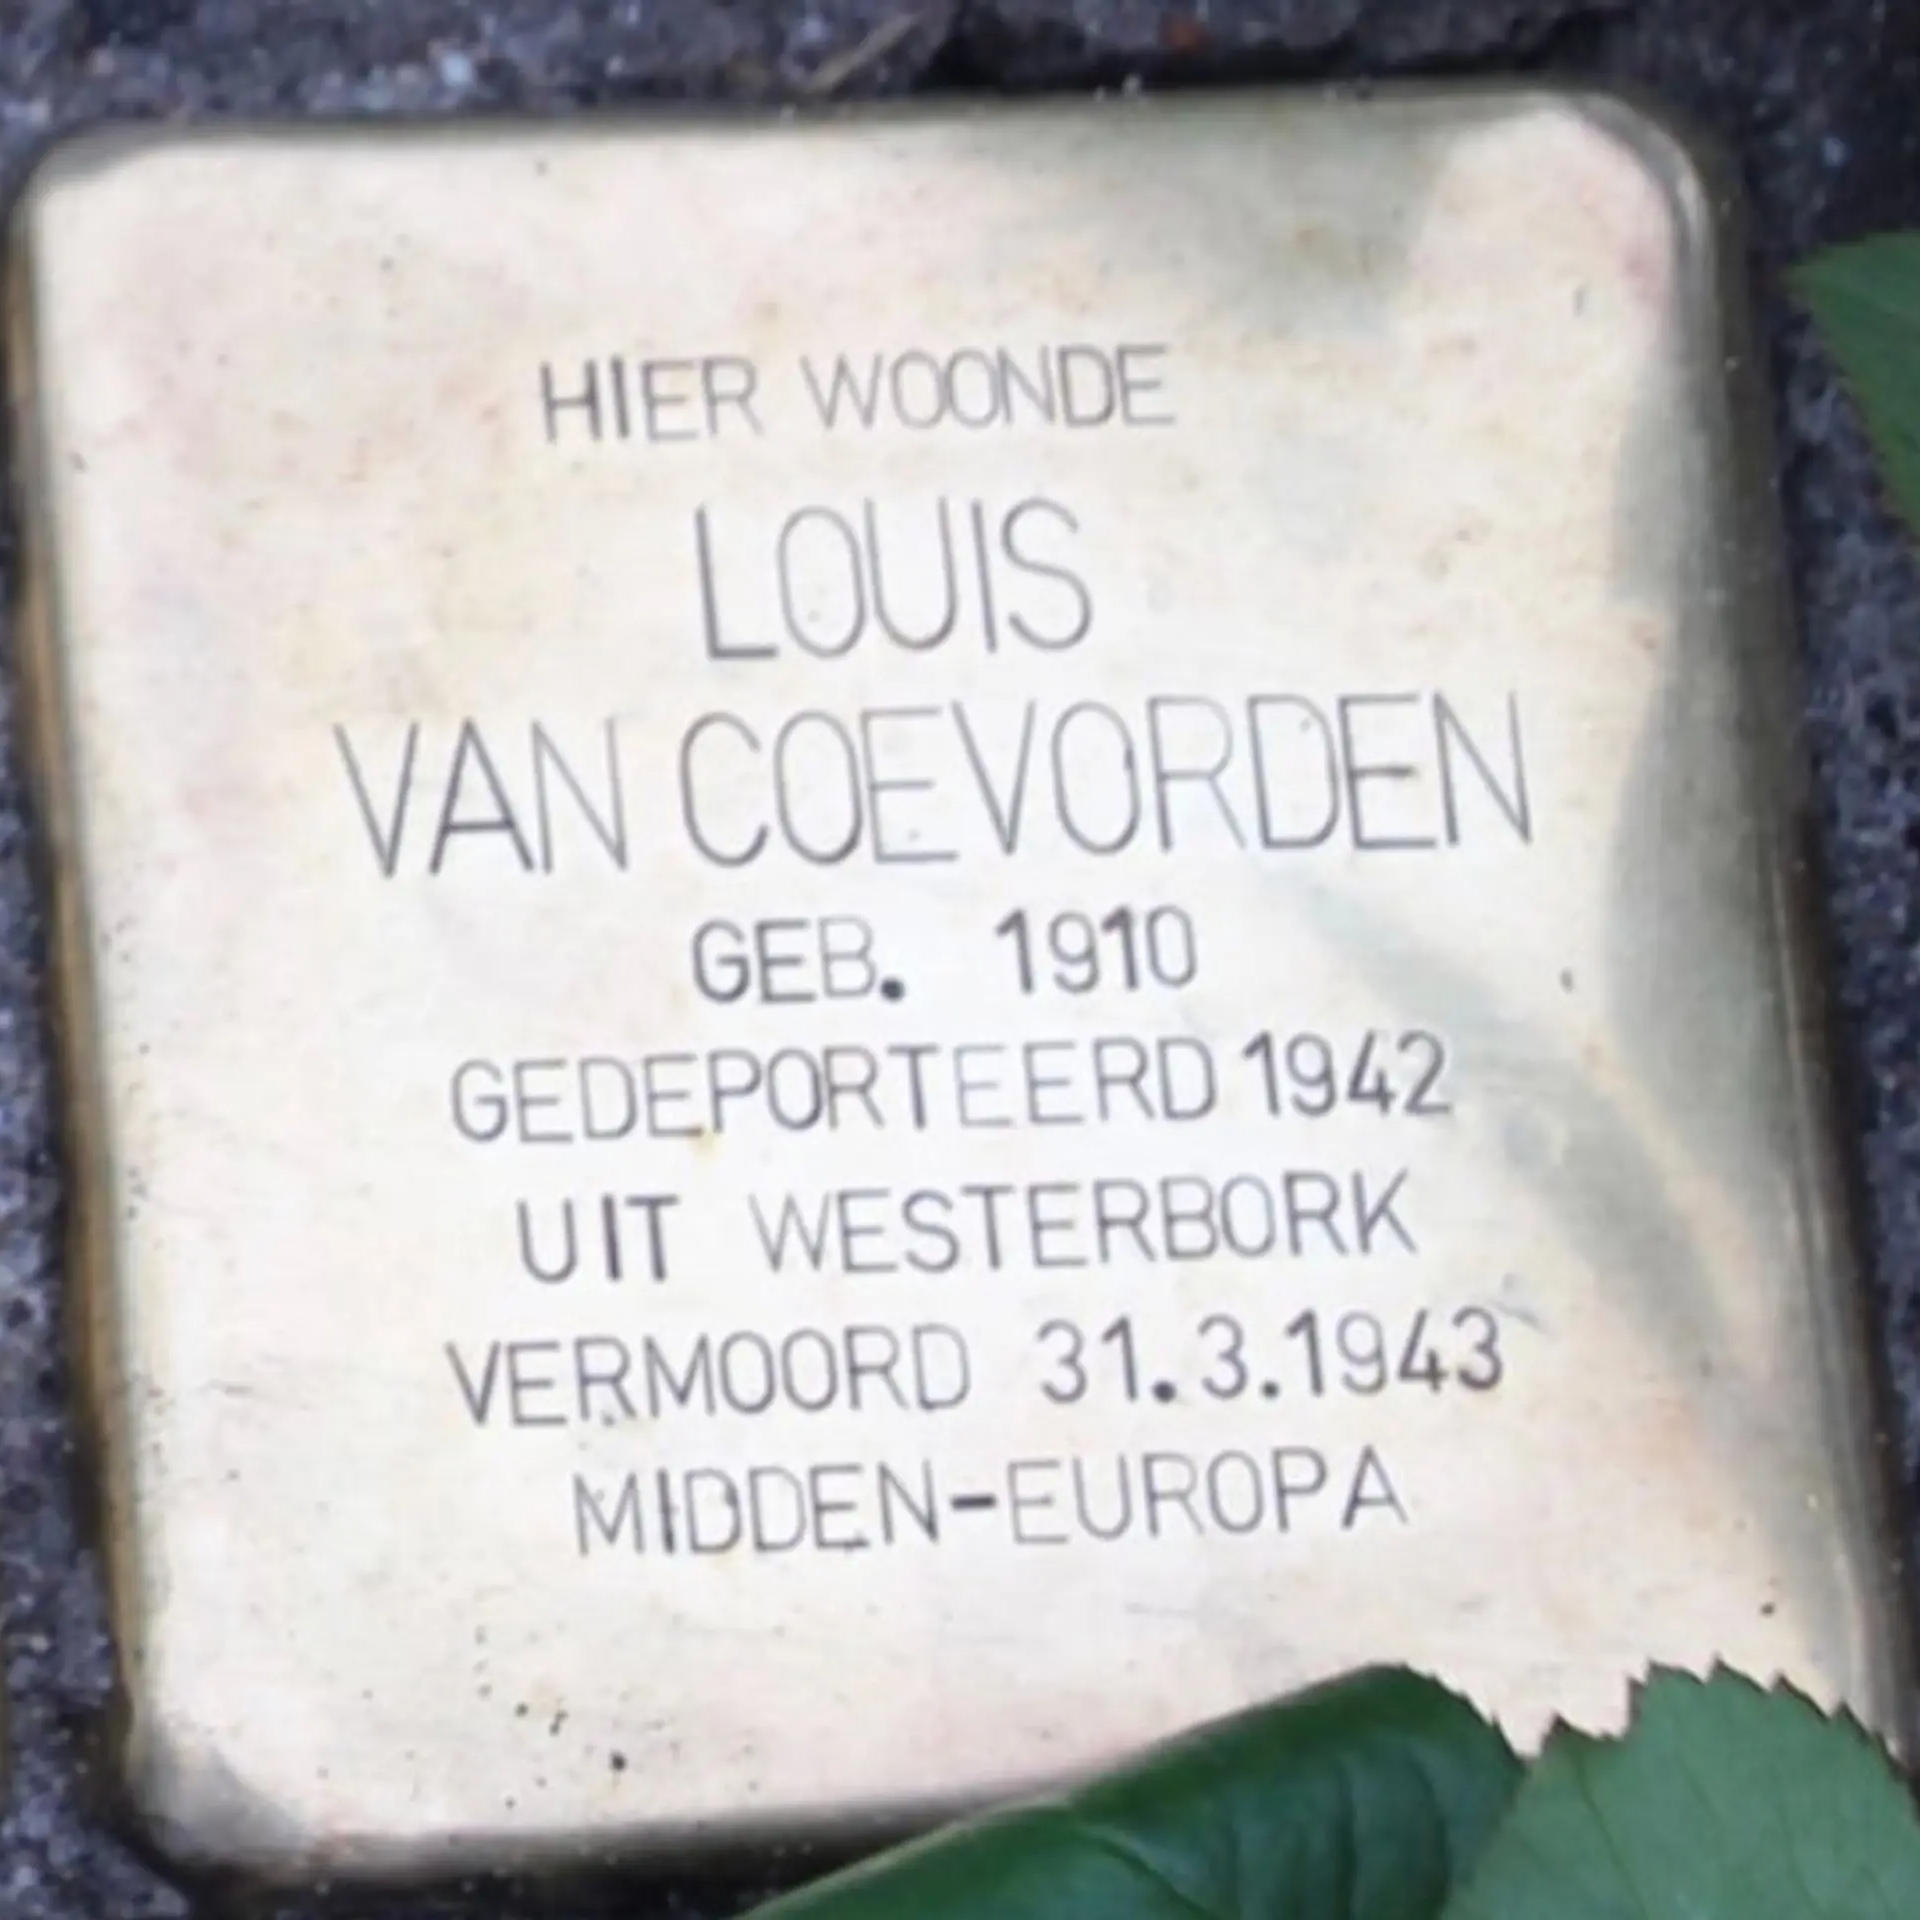 HIER WOONDE
LOUIS
VAN COEVORDEN
GEB. 1910
GEDEPORTEERD 1942
UIT WESTERBORK
VERMOORD 31.3.1943
MIDDEN-EUROPA